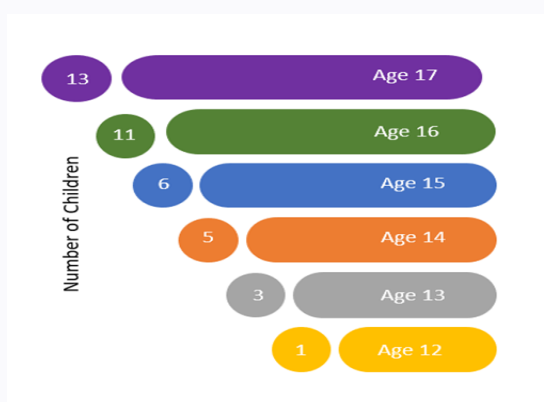 13 Age 17
11 Age 16
6 Age 15
5 Age 14
3 Age 13
1 Age 12
Number of Children